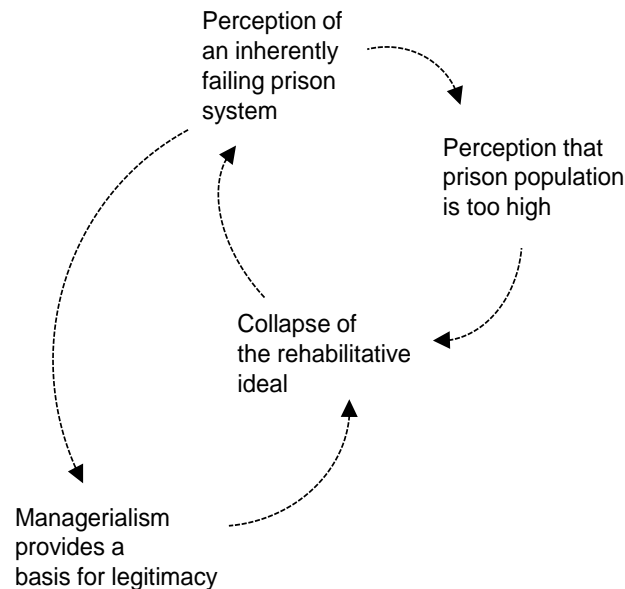 Perception of
an inherently
failing prison
system
Perception that
prison population
is too high
Collapse of
the rehabilitative
ideal
Managerialism
provides a
basis for legitimacy